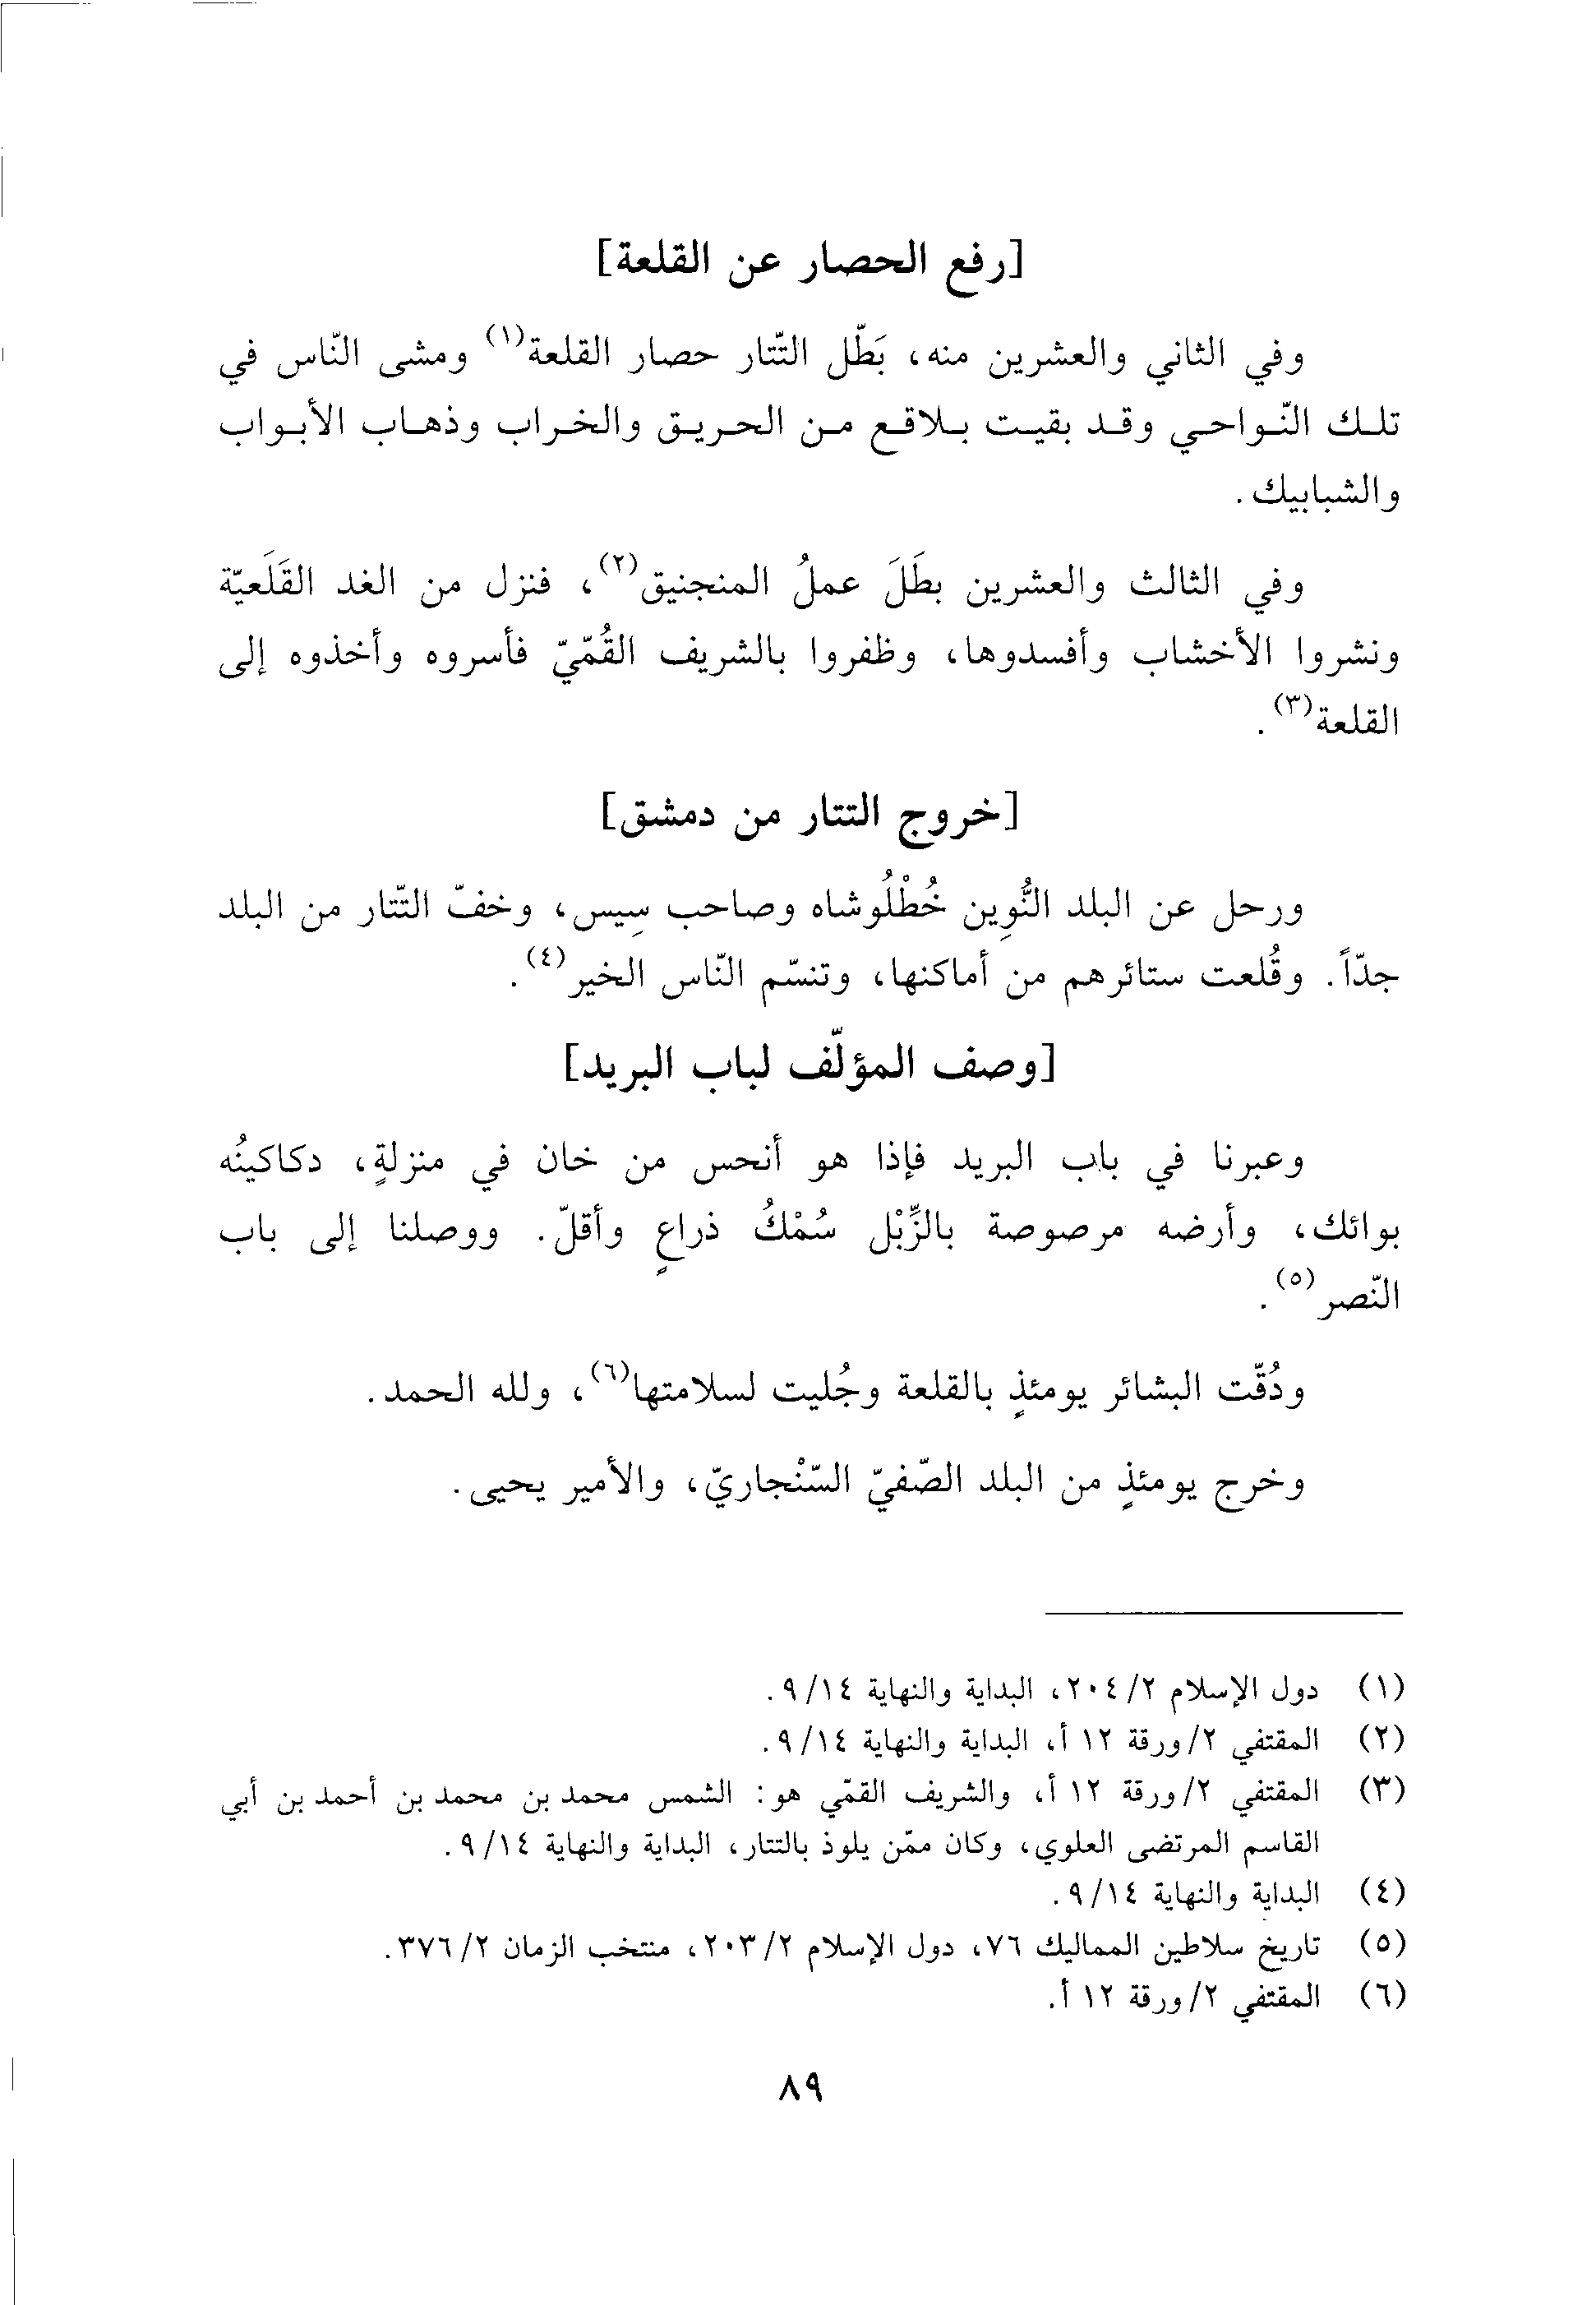 [رفع الحصار عن القلعة]
وفي الثاني والعشرين منه، بَطّل التّتار حصار القلعة(١) ومشى النّاس في
تلك النّواحي وقد بقيت بلاقع من الحريق والخراب وذهاب الأبواب
والشبابيك.
وفي الثالث والعشرين بطَلَ عملُ المنجنيق(٢)، فنزل من الغد القَلَعيّة
ونشروا الأخشاب وأفسدوها، وظفروا بالشريف القُمّيّ فأسروه وأخذوه إلى
القلعة(٣).
[خروج التتار من دمشق]
ورحل عن البلد النُّوِين خُطْلُوشاه وصاحب سِيس، وخفّ التّتار من البلد
جدّاً. وقُلعت ستائرهم من أماكنها، وتنسّم النّاس الخير(٤).
[وصف المؤلّف لباب البريد]
وعبرنا في باب البريد فإذا هو أنحس من خان في منزلةٍ، دكاكينُه
بوائك، وأرضه مرصوصة بالزِّبْل سُمْكُ ذراعٍ وأقلّ. ووصلنا إلى باب
النّصر(٥).
ودُقّت البشائر يومئذٍ بالقلعة وجُليت لسلامتها(٦)، ولله الحمد.
وخرج يومئذٍ من البلد الصّفيّ السّنْجاريّ، والأمير يحيى.
(١) دول الإسلام ٢/ ٢٠٤، البداية والنهاية ١٤/ ٩.
(٢) المقتفي ٢/ ورقة ١٢ أ، البداية والنهاية ١٤/ ٩.
(٣) المقتفي ٢/ ورقة ١٢ أ، والشريف القمّي هو: الشمس محمد بن محمد بن أحمد بن أبي
القاسم المرتضى العلوي، وكان ممّن يلوذ بالتتار، البداية والنهاية ١٤/ ٩.
(٤) البداية والنهاية ١٤/ ٩.
(٥) تاريخ سلاطين المماليك ٧٦، دول الإسلام ٢/ ٢٠٣، منتخب الزمان ٢/ ٣٧٦.
(٦) المقتفي ٢/ ورقة ١٢ أ.
٨٩